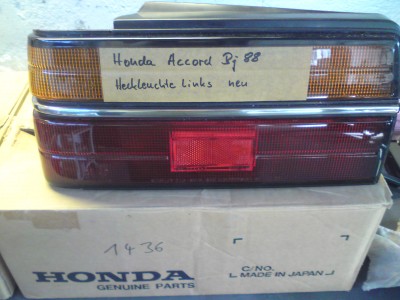 Honda Accord Bj 88
Heckleuchte Links neu
1436
C/NO.
HONDA
MADE IN JAPAN
GENUINE PARTS